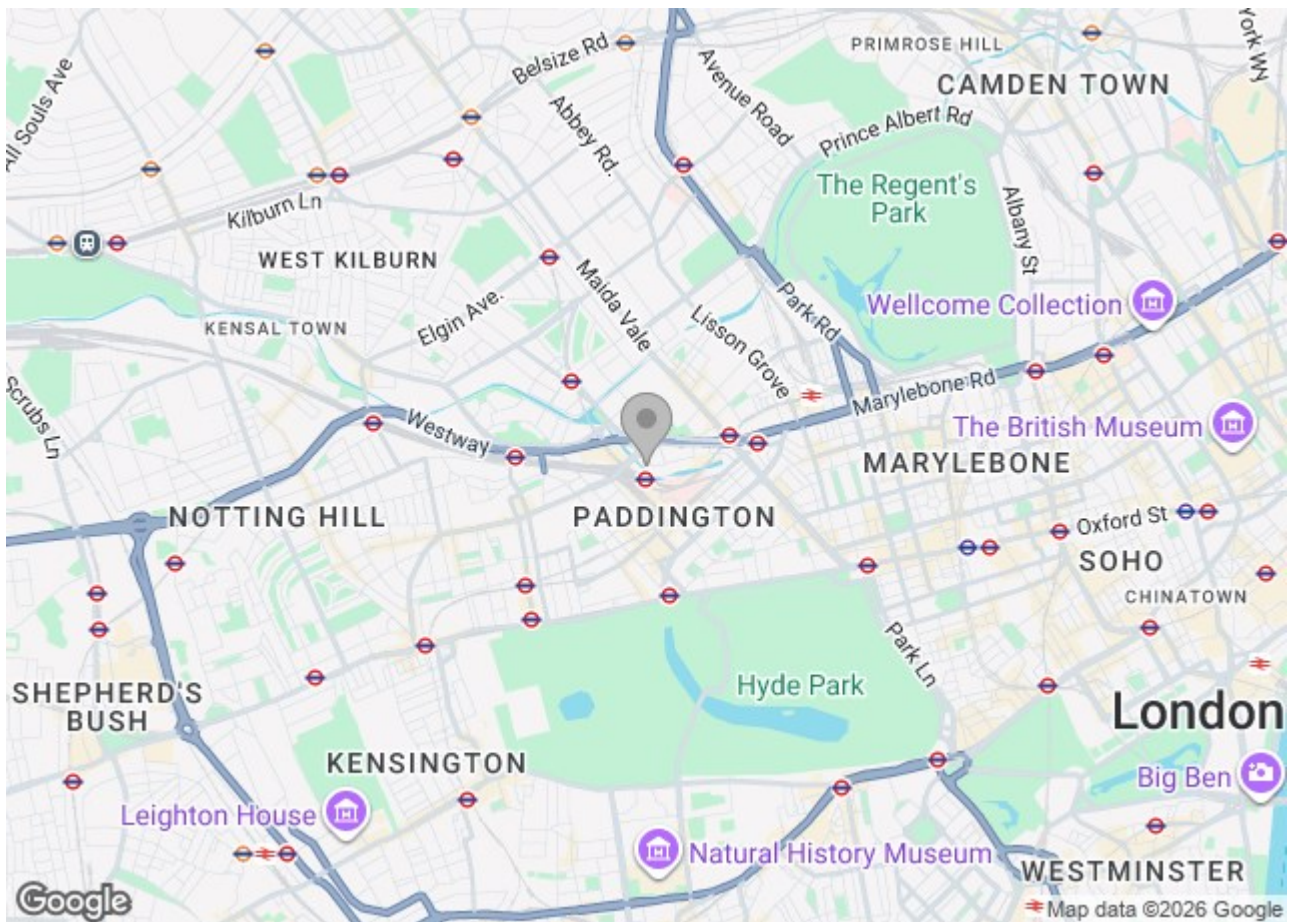 York Wy
PRIMROSE HILL
Belsize Rd
CAMDEN TOWN
All Souls Ave
Avenue Road
Abbey Rd.
Prince Albert Rd
The Regent's
Park
Albany St
Kilburn Ln
WEST KILBURN
Maida Vale
Park Rd
Wellcome Collection
KENSAL TOWN
Elgin Ave.
Lisson Grove
Scrubs Ln
Marylebone Rd
Westway
The British Museum
MARYLEBONE
NOTTING HILL
PADDINGTON
Oxford St
SOHO
CHINATOWN
Park Ln
SHEPHERD'S
BUSH
Hyde Park
London
KENSINGTON
Big Ben
Leighton House
Natural History Museum
WESTMINSTER
Google
Map data ©2026 Google